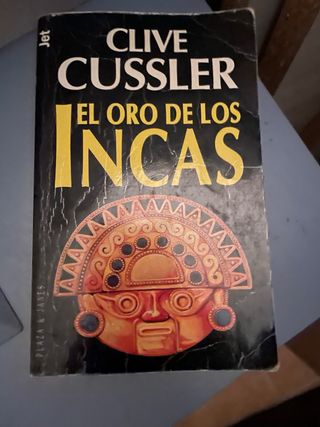 Jet
CLIVE
CUSSLER
EL ORO DE LOS
INCAS
PLAZA & JANES